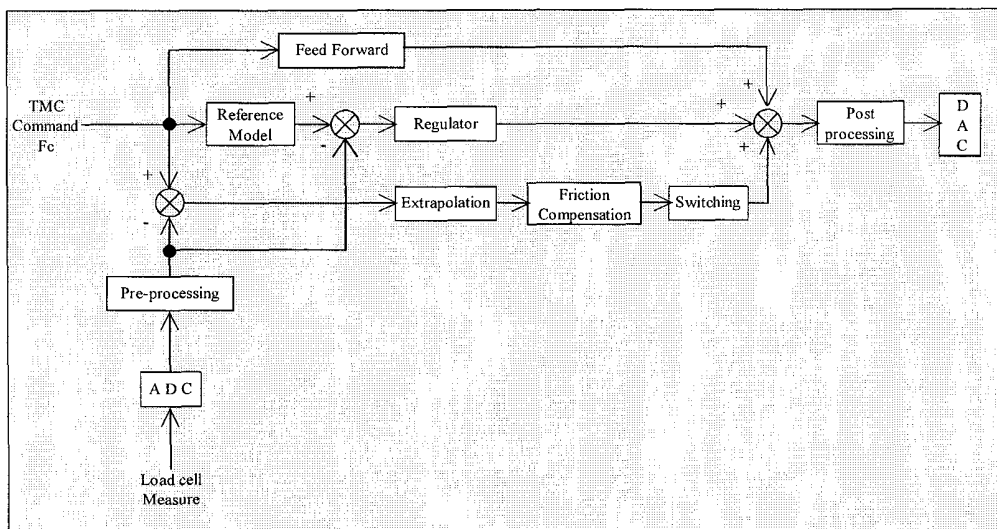 Feed Forward
+
TMC
Command
Fc
Reference
Model
+
-
Regulator
+
+
Post
processing
D
A
C
+
-
Extrapolation
Friction
Compensation
Switching
Pre-processing
A D C
Load cell
Measure